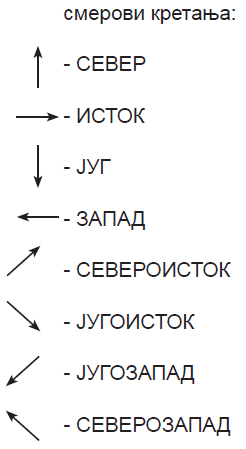 смерови кретања:
- СЕВЕР
- ИСТОК
- ЈУГ
- ЗАПАД
- СЕВЕРОИСТОК
- ЈУГОИСТОК
- ЈУГОЗАПАД
- СЕВЕРОЗАПАД